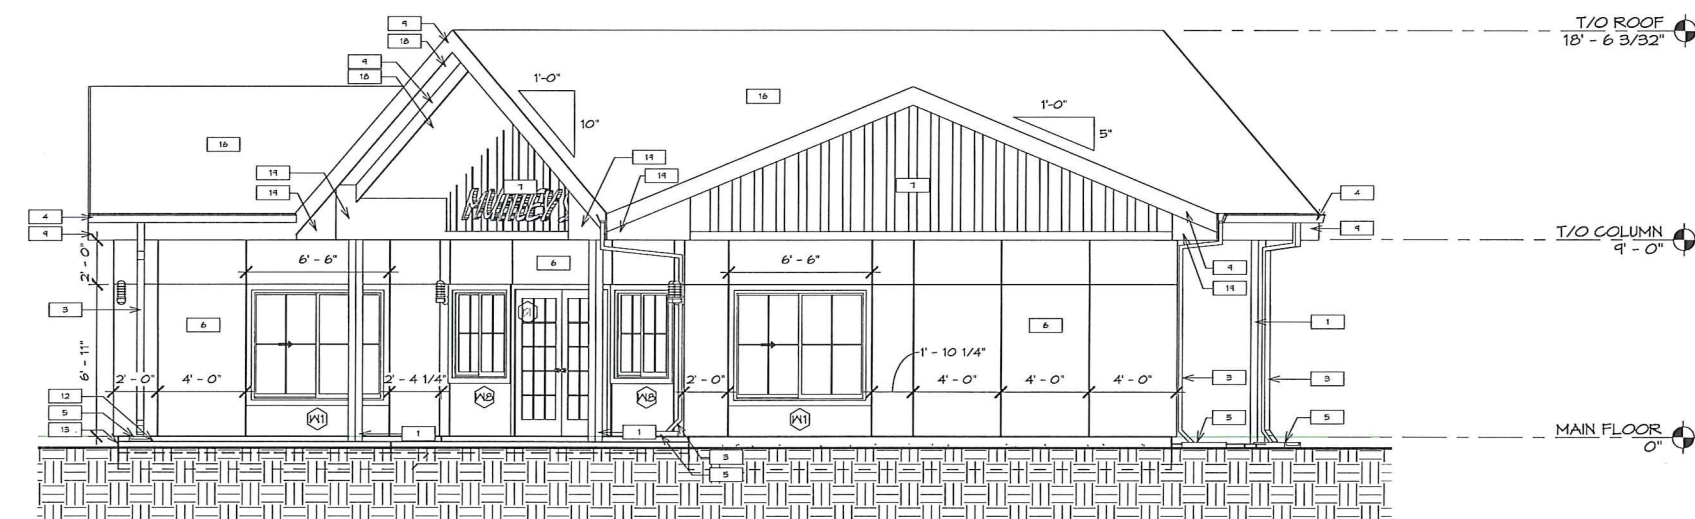 9
T/O ROOF
18' - 6 3/32"
18
9
18
1'-0"
16
1'-0"
10"
5"
16
19
19
19
19
7
7
4
4
9
9
T/O COLUMN
9' - 0"
2' - 0"
6' - 6"
6
6' - 6"
9
19
3
6
6
1
6' - 11"
1' - 10 1/4"
2' - 0"
4' - 0"
2' - 4 1/4"
2' - 0"
4' - 0"
4' - 0"
4' - 0"
3
3
12
W8
W8
5
W1
W1
5
5
13
1
1
MAIN FLOOR
0"
3
5